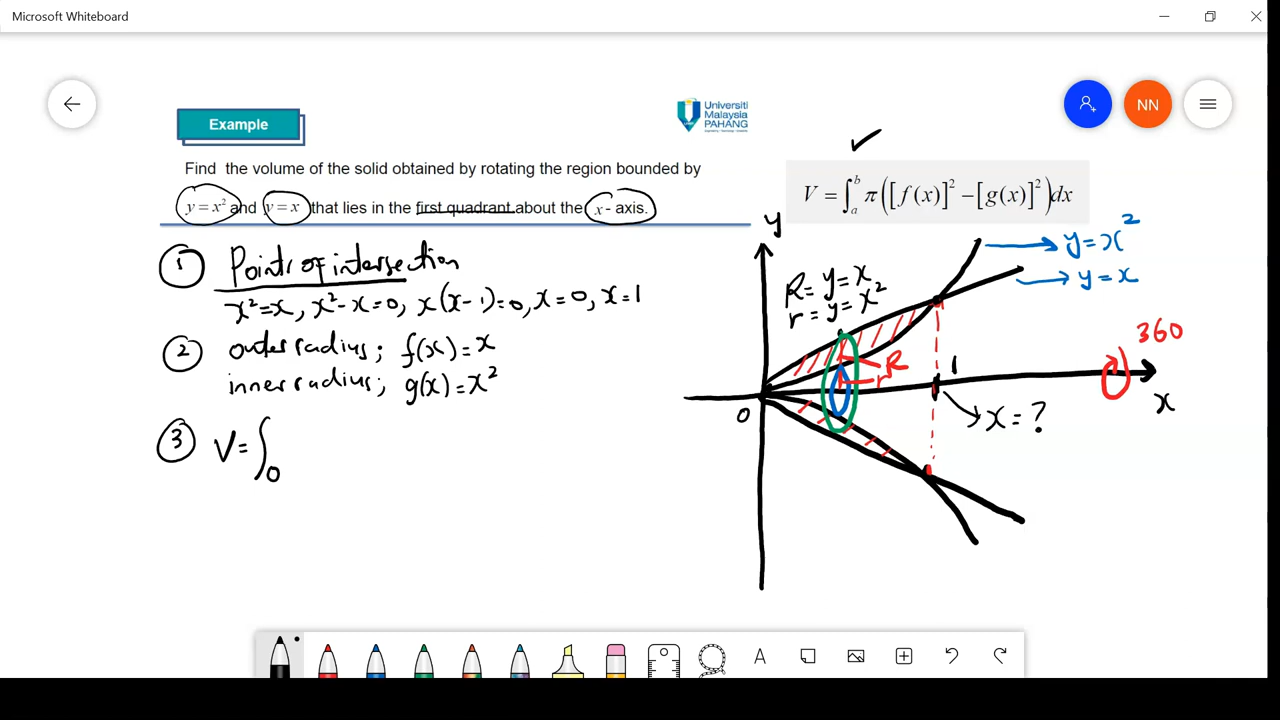 Microsoft Whiteboard
NN
Example
Universiti
Malaysia
PAHANG
Find the volume of the solid obtained by rotating the region bounded by
y = x² and y = x that lies in the first quadrant about the x - axis.
V = ∫ₐᵇ π([f(x)]² − [g(x)]²)dx
① Points of intersection
x²=x, x²-x=0, x(x-1)=0, x=0, x=1
② outer radius; f(x)=x
inner radius; g(x)=x²
③ V=∫₀
y
y=x²
y=x
R= y=x
r= y=x²
R
r
360
1
0
x=?
x
A